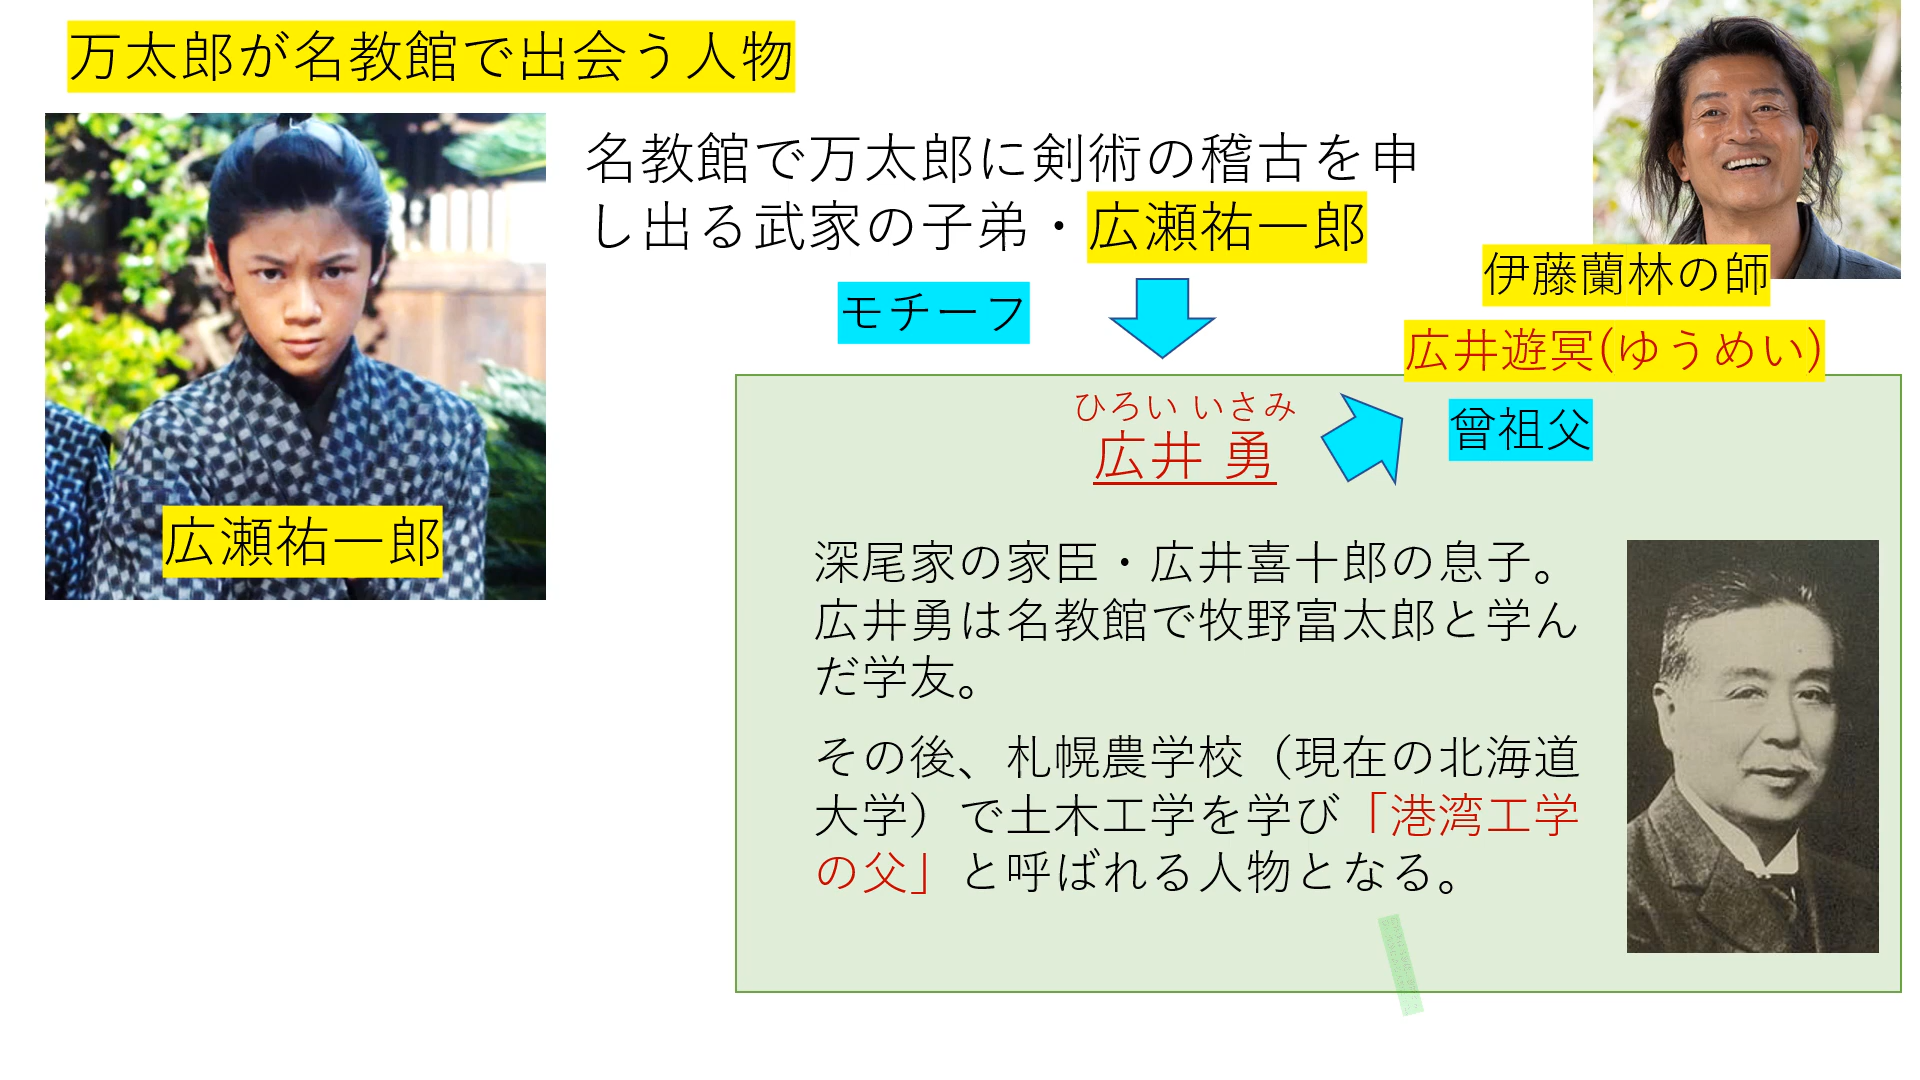 万太郎が名教館で出会う人物
名教館で万太郎に剣術の稽古を申
し出る武家の子弟・広瀬祐一郎
広瀬祐一郎
モチーフ
伊藤蘭林の師
広井遊冥(ゆうめい)
曾祖父
ひろい いさみ
広井 勇
深尾家の家臣・広井喜十郎の息子。
広井勇は名教館で牧野富太郎と学ん
だ学友。
その後、札幌農学校（現在の北海道
大学）で土木工学を学び「港湾工学
の父」と呼ばれる人物となる。